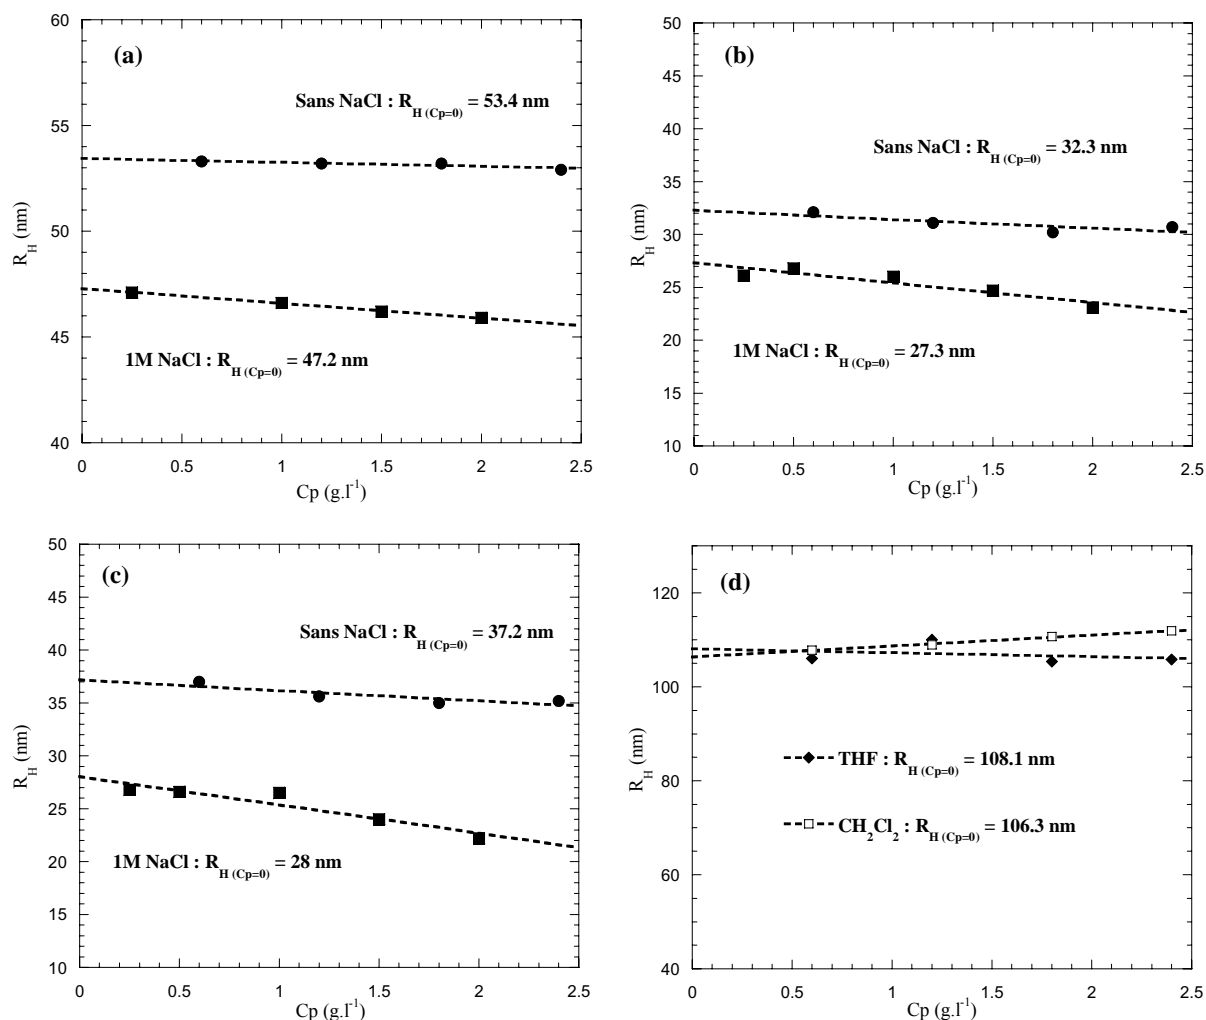 (a)
Sans NaCl : R_H (Cp=0) = 53.4 nm
1M NaCl : R_H (Cp=0) = 47.2 nm
R_H (nm)
60
55
50
45
40
0 0.5 1 1.5 2 2.5
Cp (g.l⁻¹)
(b)
Sans NaCl : R_H (Cp=0) = 32.3 nm
1M NaCl : R_H (Cp=0) = 27.3 nm
R_H (nm)
50
45
40
35
30
25
20
15
10
0 0.5 1 1.5 2 2.5
Cp (g.l⁻¹)
(c)
Sans NaCl : R_H (Cp=0) = 37.2 nm
1M NaCl : R_H (Cp=0) = 28 nm
R_H (nm)
50
45
40
35
30
25
20
15
10
0 0.5 1 1.5 2 2.5
Cp (g.l⁻¹)
(d)
THF : R_H (Cp=0) = 108.1 nm
CH₂Cl₂ : R_H (Cp=0) = 106.3 nm
R_H (nm)
120
100
80
60
40
0 0.5 1 1.5 2 2.5
Cp (g.l⁻¹)